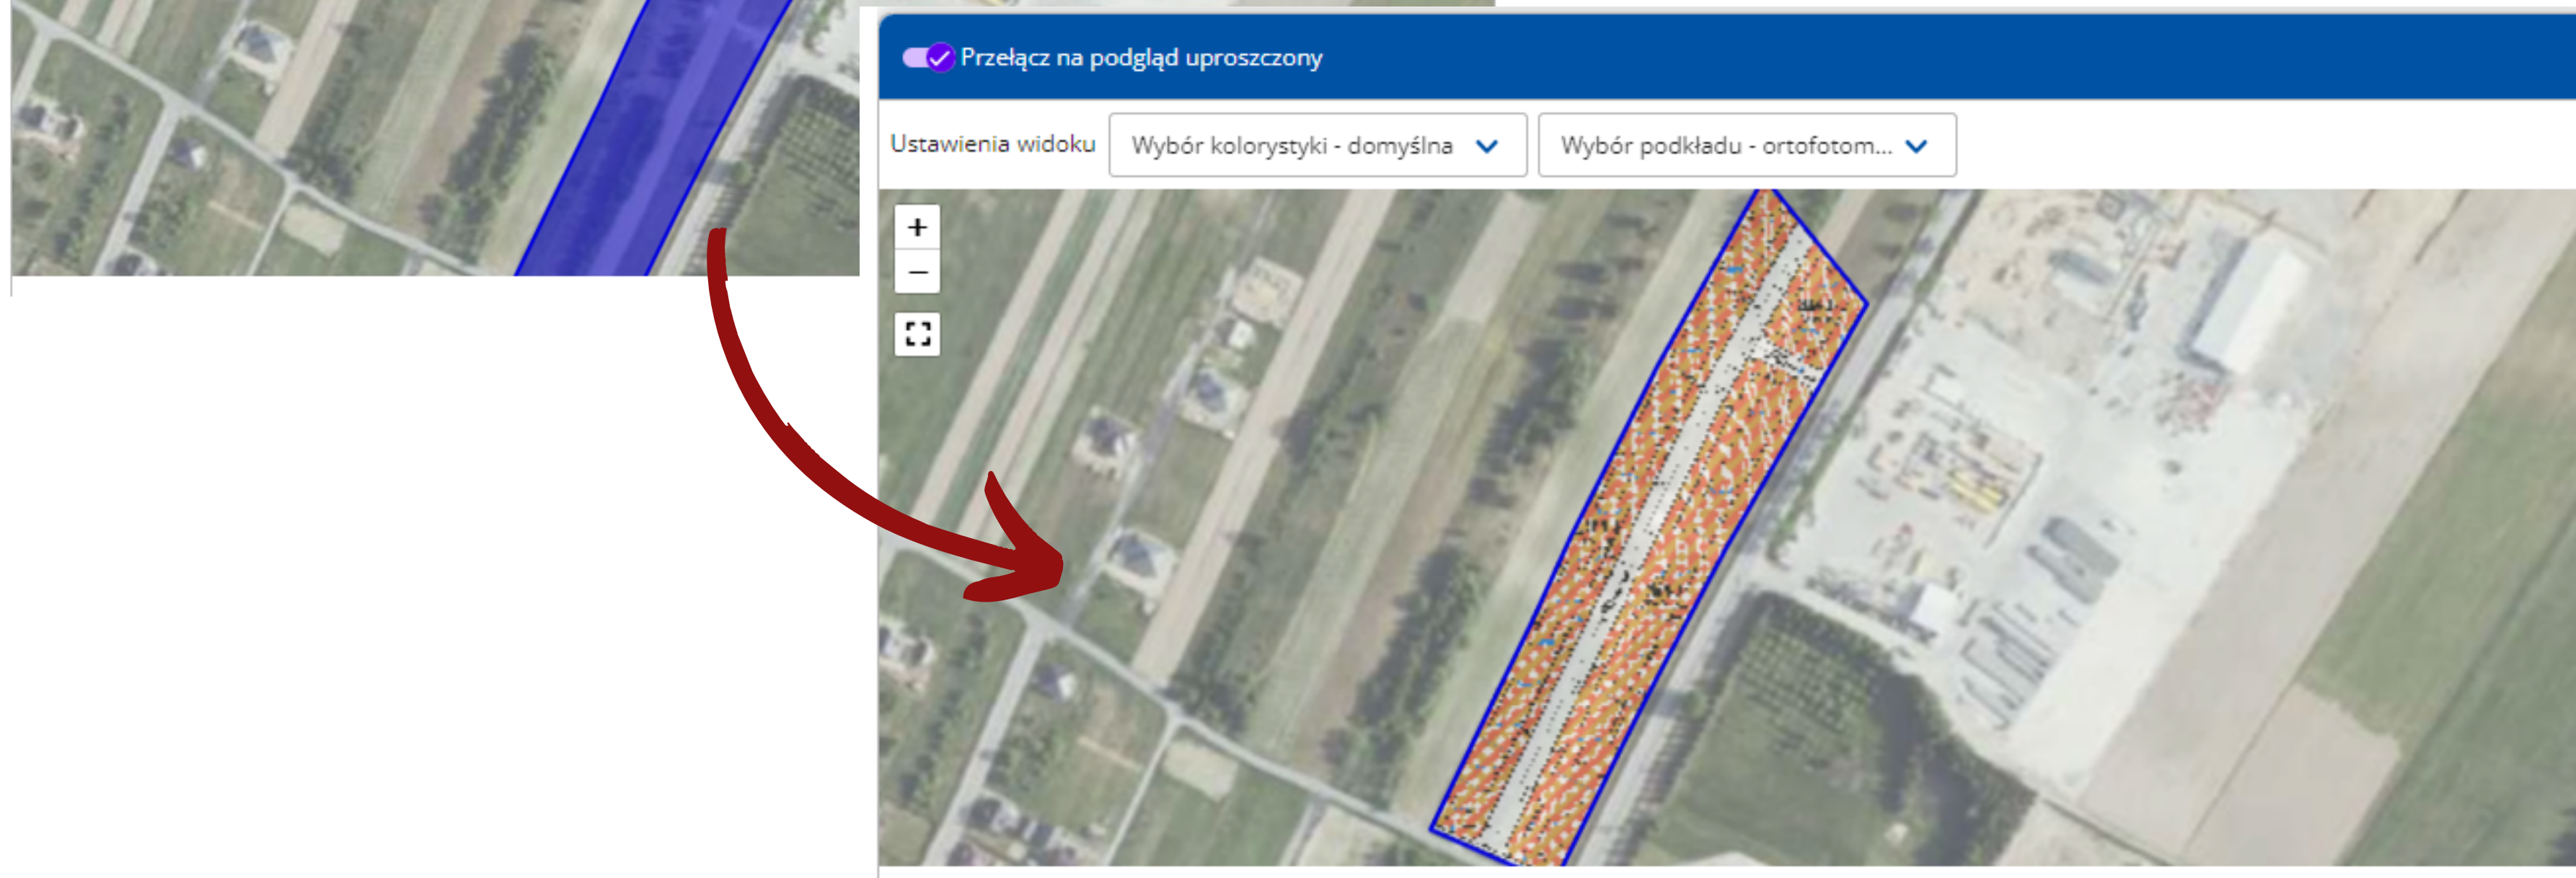 Przełącz na podgląd uproszczony
Ustawienia widoku
Wybór kolorystyki - domyślna
Wybór podkładu - ortofotom...
+
−